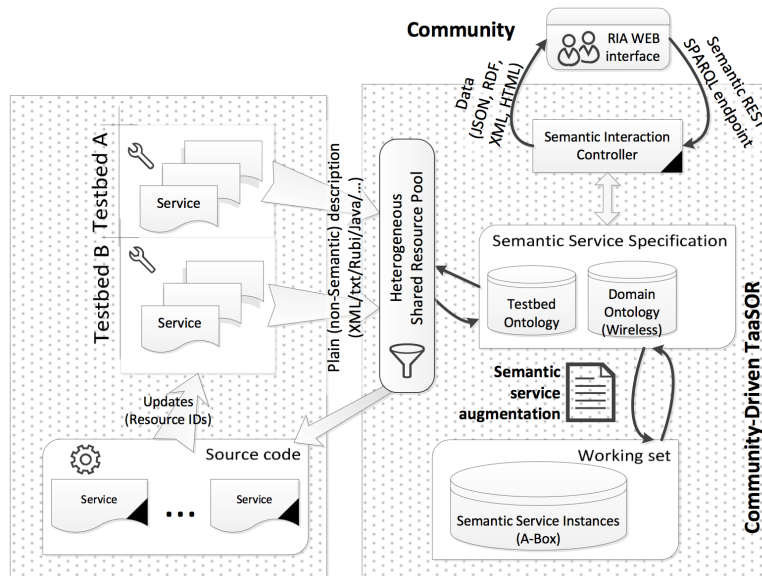 Community
RIA WEB
interface
Data
(JSON, RDF,
XML, HTML)
Semantic REST
SPARQL endpoint
Semantic Interaction
Controller
Testbed A
Service
Testbed B
Service
Plain (non-Semantic) description
(XML/txt/Rubi/Java/...)
Heterogeneous
Shared Resource Pool
Semantic Service Specification
Testbed
Ontology
Domain
Ontology
(Wireless)
Semantic
service
augmentation
Community-Driven TaaSOR
Updates
(Resource IDs)
Source code
Service
...
Service
Working set
Semantic Service Instances
(A-Box)